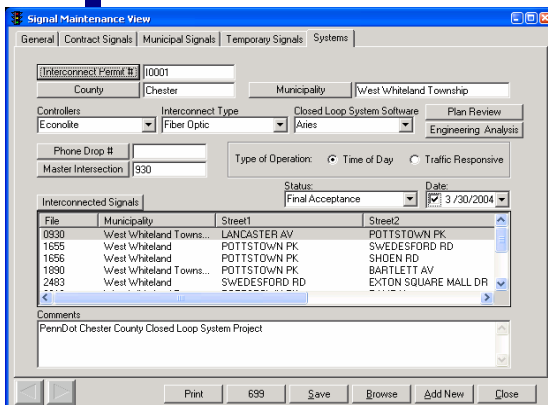 Signal Maintenance View
General Contract Signals Municipal Signals Temporary Signals Systems
Interconnect Permit # I0001
County Chester Municipality West Whiteland Township
Controllers Interconnect Type Closed Loop System Software Plan Review
Econolite Fiber Optic Aries Engineering Analysis
Phone Drop #
Master Intersection 930 Type of Operation: Time of Day Traffic Responsive
Status: Date:
Interconnected Signals Final Acceptance 3 /30/2004
File Municipality Street1 Street2
0930 West Whiteland Towns... LANCASTER AV POTTSTOWN PK
1655 West Whiteland POTTSTOWN PK SWEDESFORD RD
1656 West Whiteland POTTSTOWN PK SHOEN RD
1890 West Whiteland Towns... POTTSTOWN PK BARTLETT AV
2483 West Whiteland SWEDESFORD RD EXTON SQUARE MALL DR
Comments
PennDot Chester County Closed Loop System Project
Print 699 Save Browse Add New Close